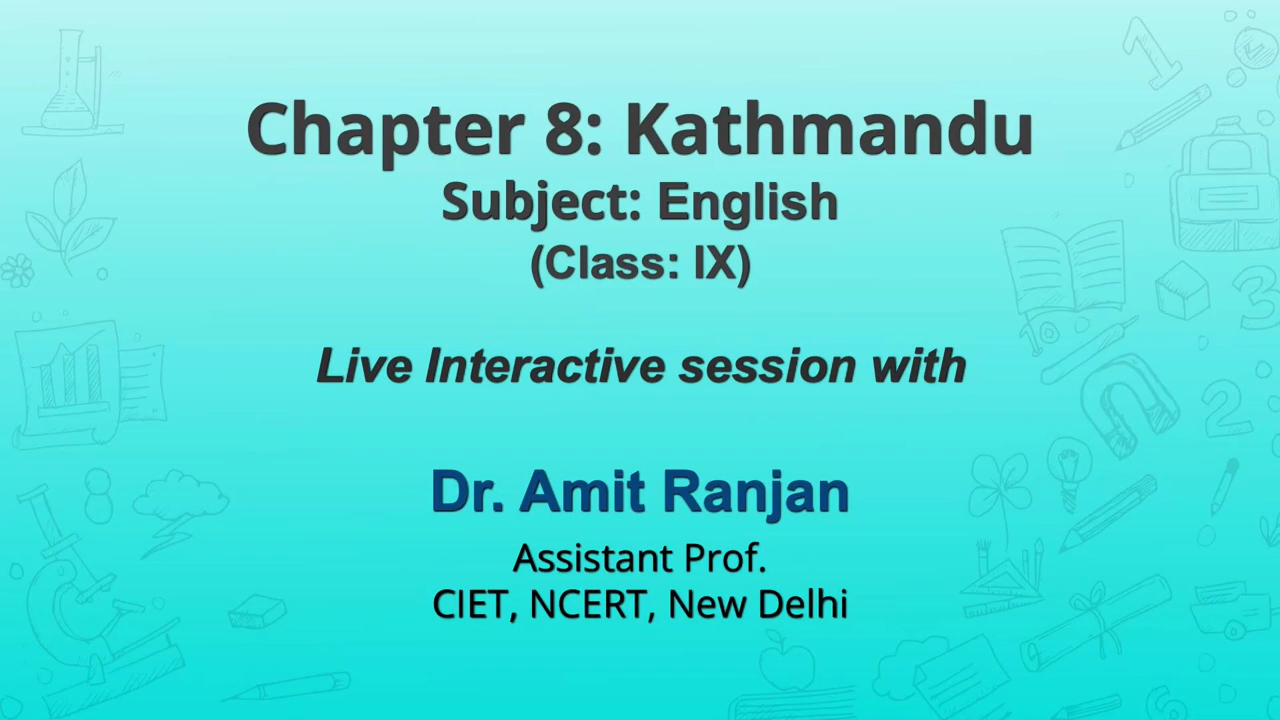 Chapter 8: Kathmandu
Subject: English
(Class: IX)
Live Interactive session with
Dr. Amit Ranjan
Assistant Prof.
CIET, NCERT, New Delhi